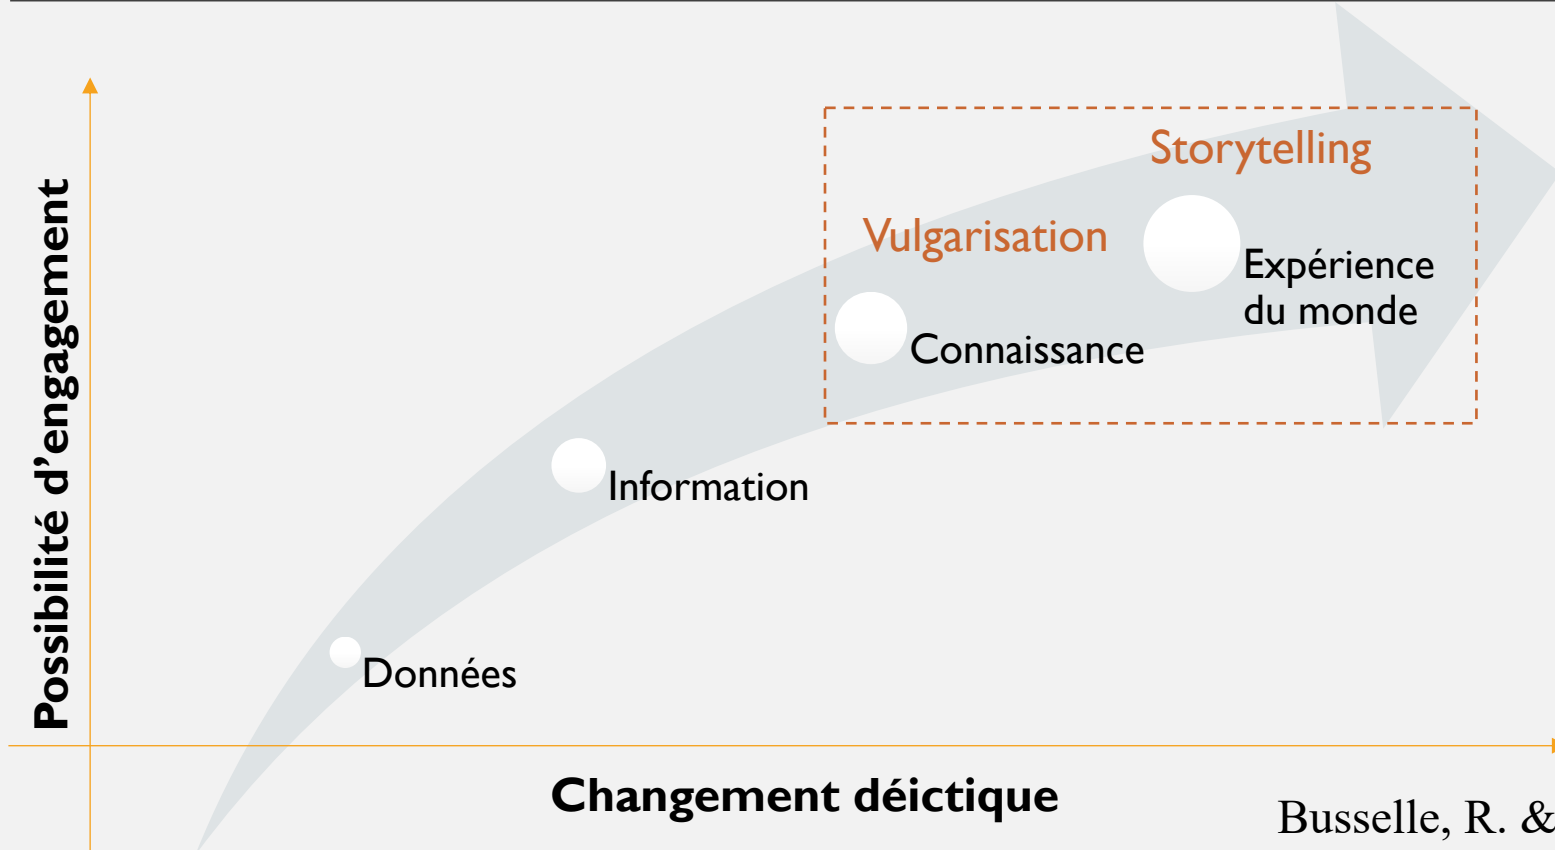 Possibilité d’engagement
Storytelling
Vulgarisation
Expérience
du monde
Connaissance
Information
Données
Changement déictique
Busselle, R. &